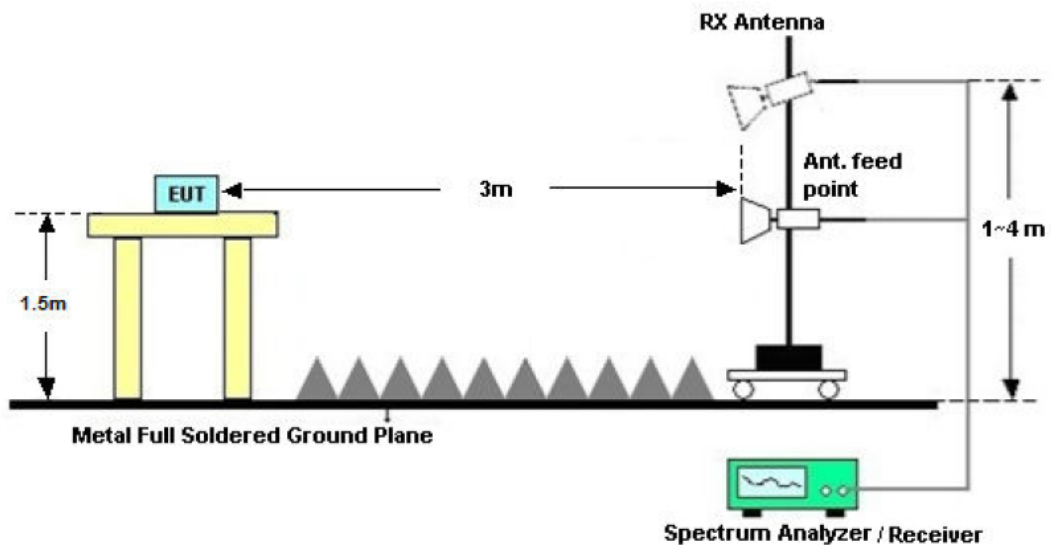 RX Antenna
Ant. feed
point
EUT
3m
1~4 m
1.5m
Metal Full Soldered Ground Plane
Spectrum Analyzer / Receiver